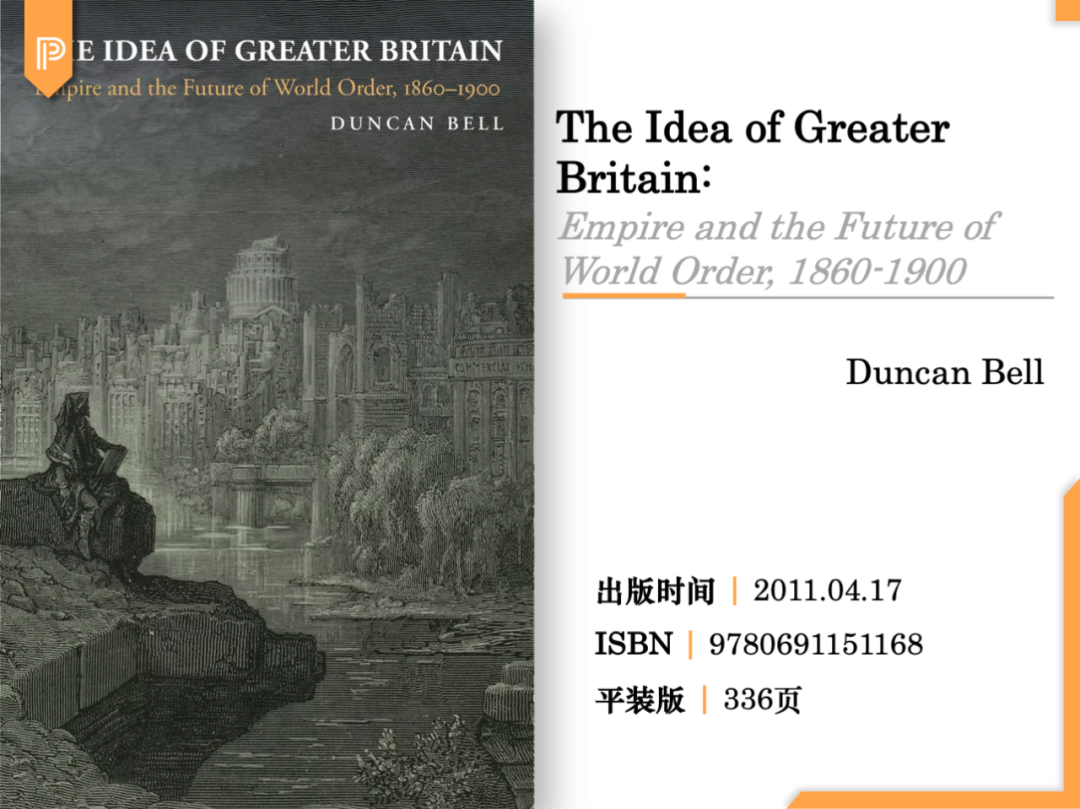 THE IDEA OF GREATER BRITAIN
Empire and the Future of World Order, 1860–1900
DUNCAN BELL
COMMERCIAL
The Idea of Greater
Britain:
Empire and the Future of
World Order, 1860-1900
Duncan Bell
出版时间 | 2011.04.17
ISBN | 9780691151168
平装版 | 336页